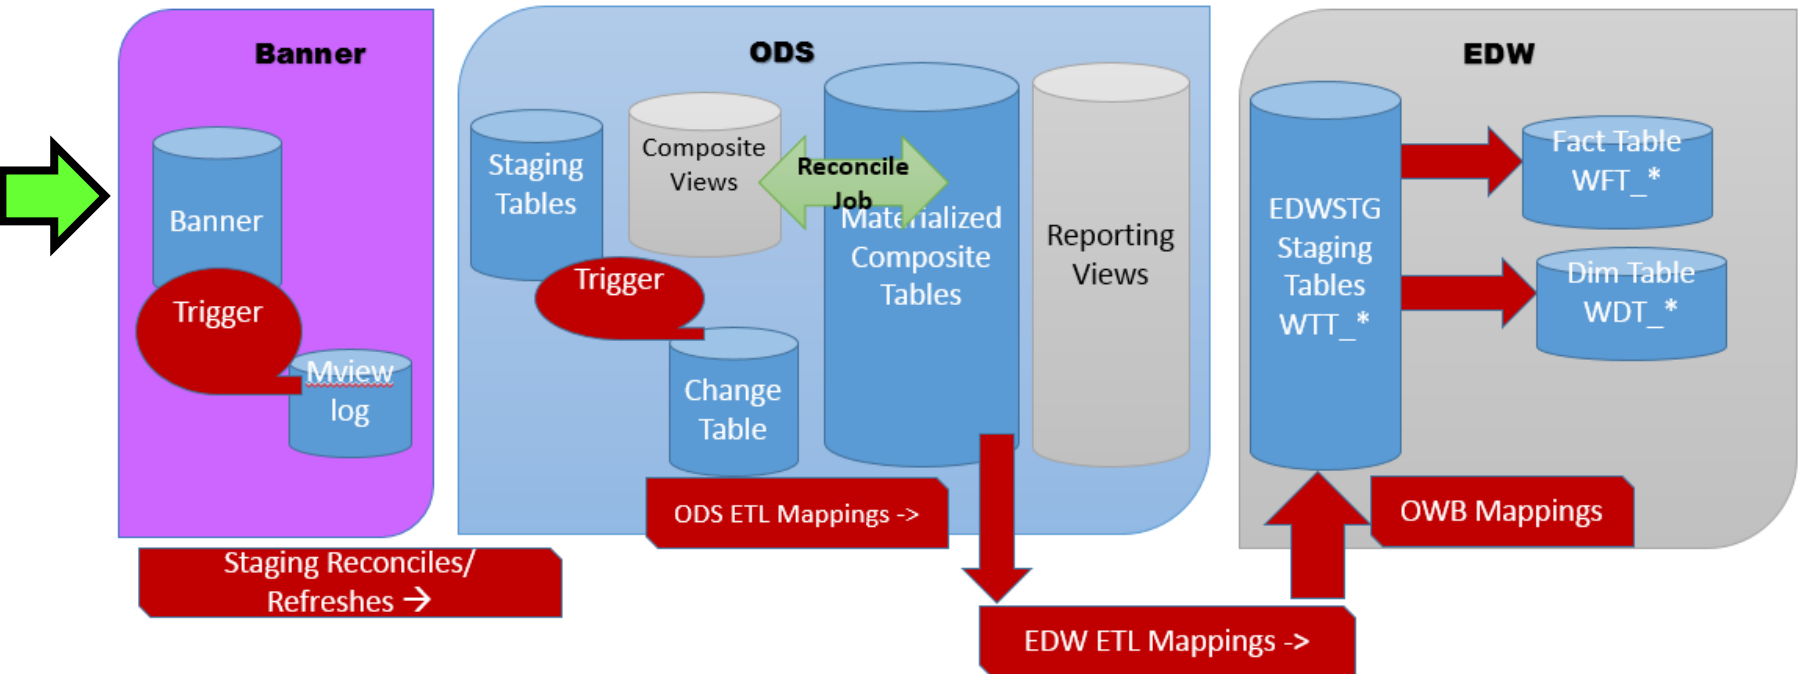 Banner
Banner
Trigger
Mview
log
Staging Reconciles/
Refreshes →
ODS
Staging
Tables
Composite
Views
Reconcile
Job
Materialized
Composite
Tables
Reporting
Views
Trigger
Change
Table
ODS ETL Mappings ->
EDW ETL Mappings ->
EDW
EDWSTG
Staging
Tables
WTT_*
Fact Table
WFT_*
Dim Table
WDT_*
OWB Mappings